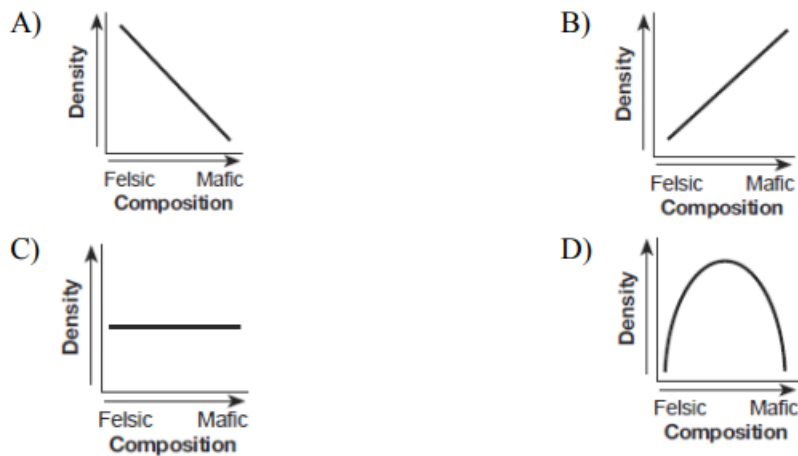 A)
Density
Felsic Mafic
Composition
B)
Density
Felsic Mafic
Composition
C)
Density
Felsic Mafic
Composition
D)
Density
Felsic Mafic
Composition